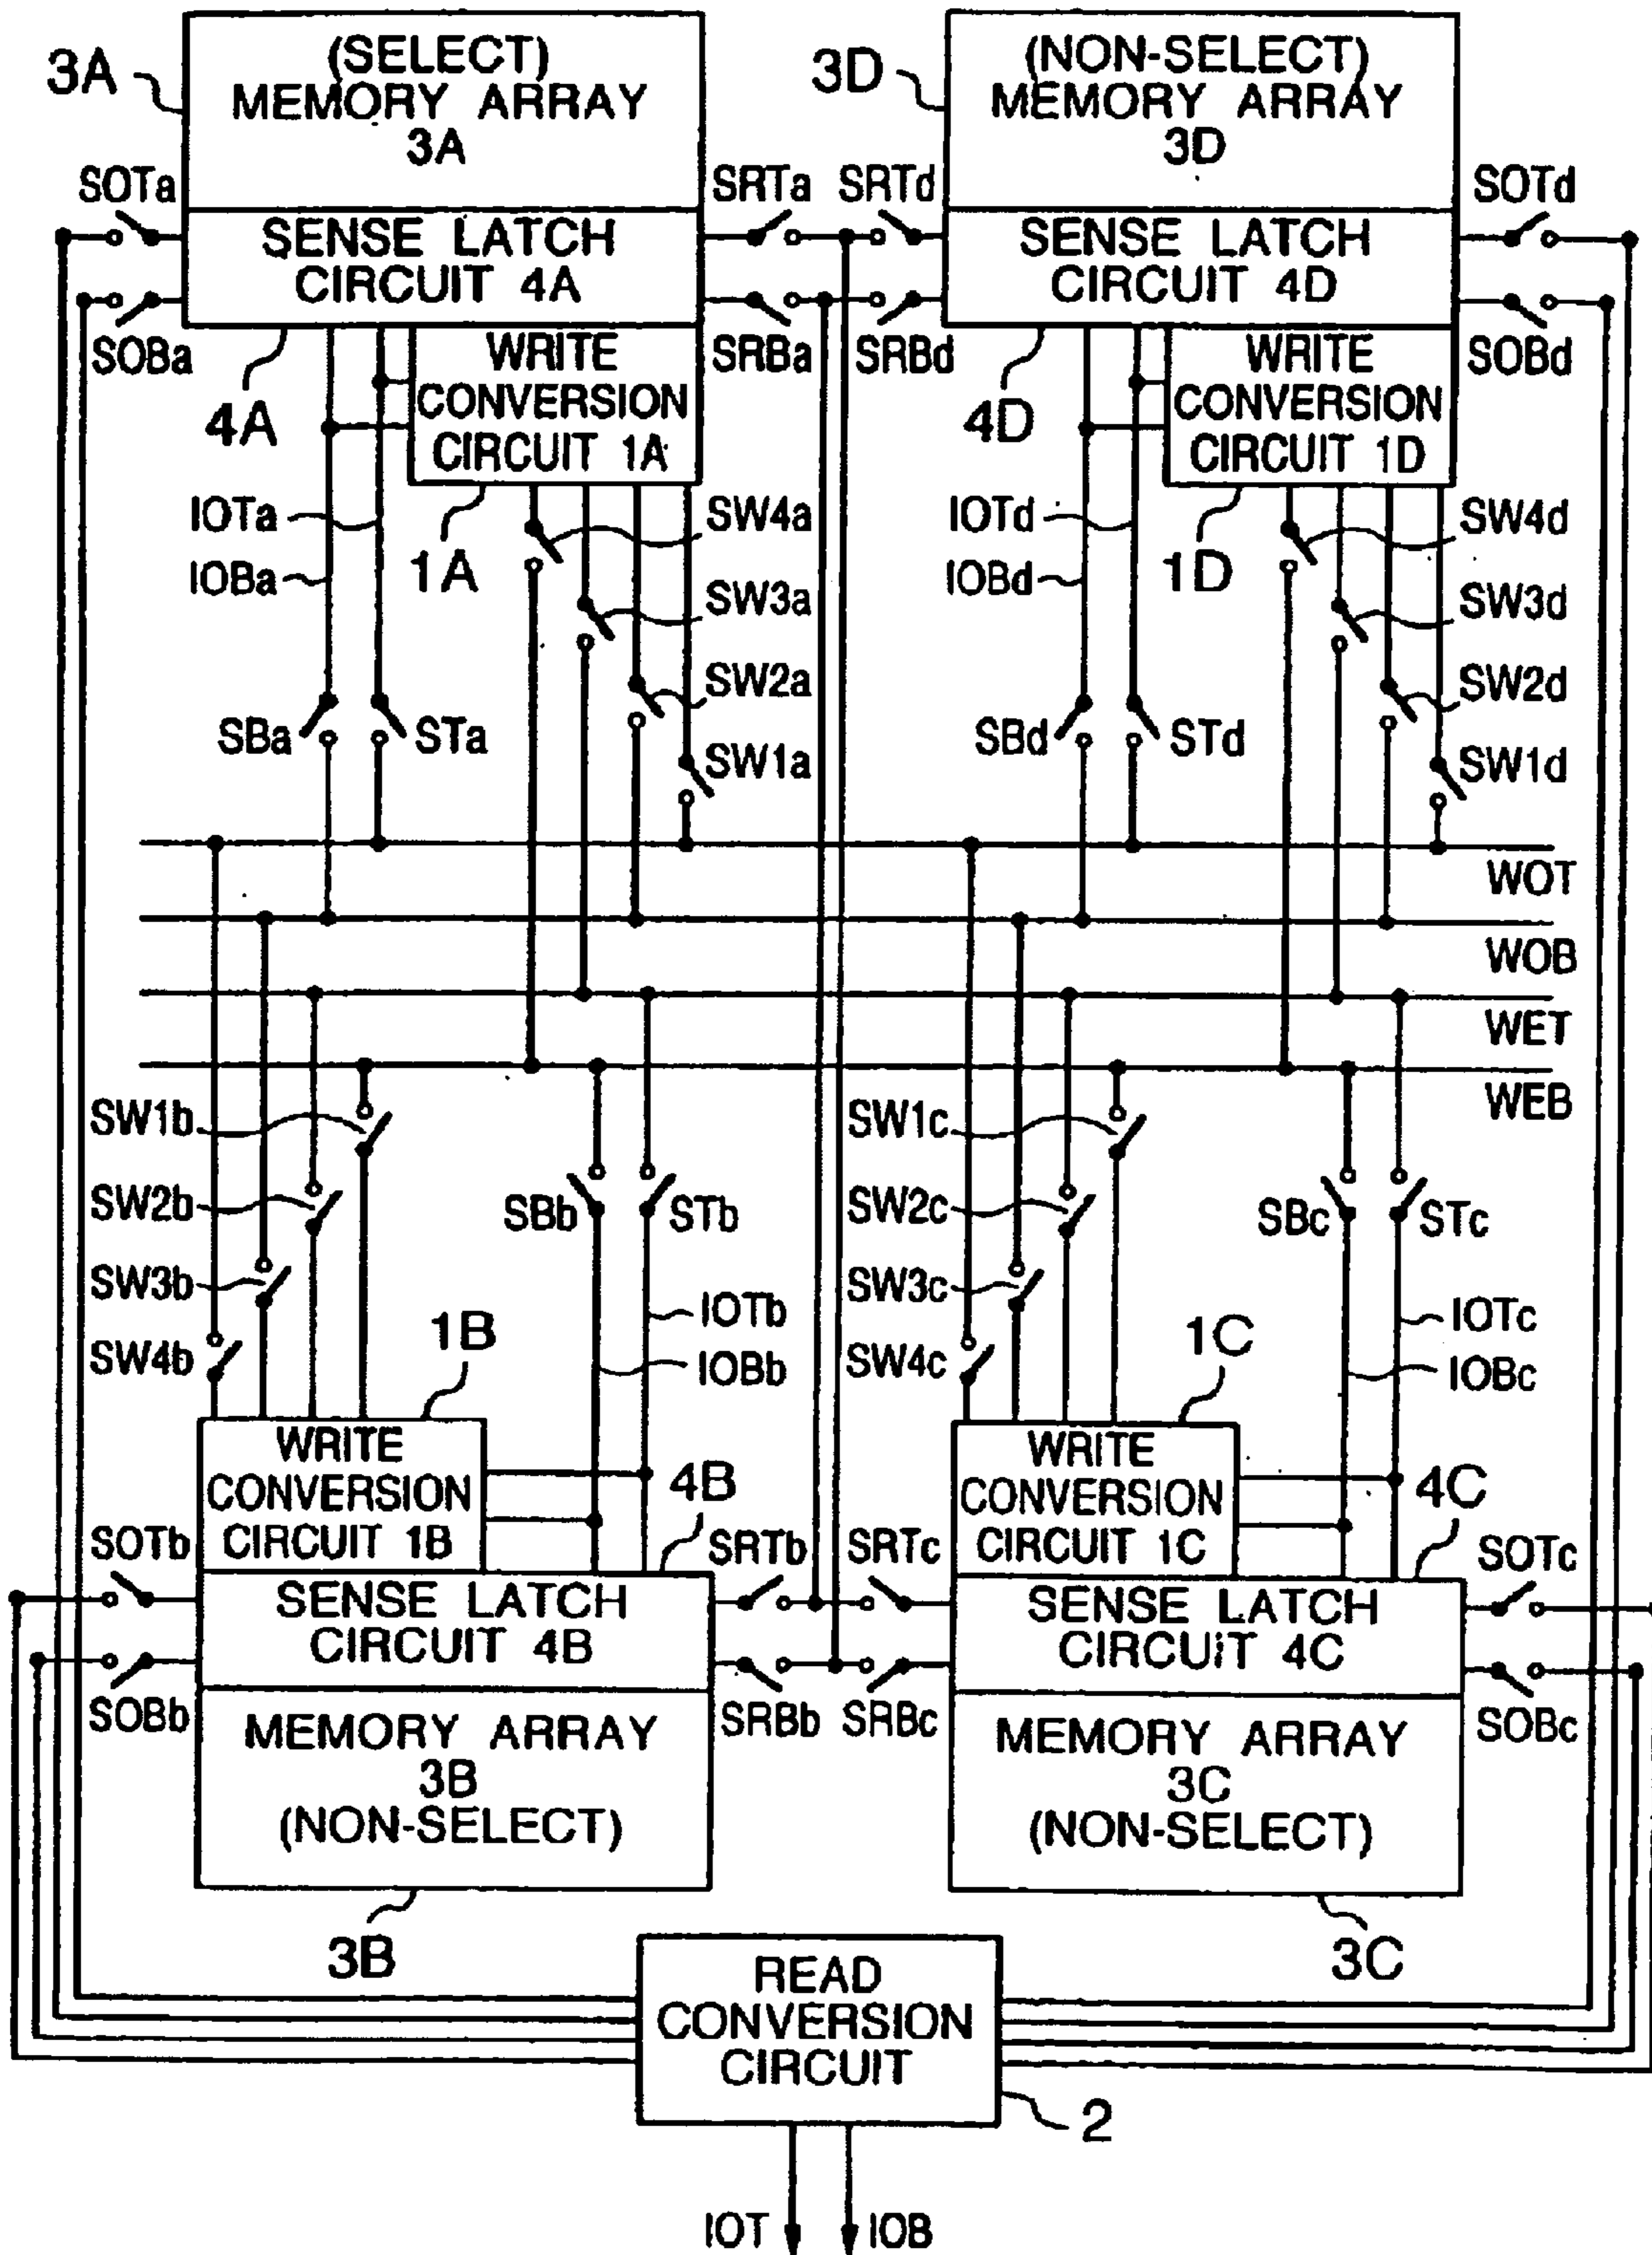 (SELECT)
MEMORY ARRAY
3A
3A
(NON-SELECT)
MEMORY ARRAY
3D
3D
SOTa
SRTa
SRTd
SOTd
SENSE LATCH
CIRCUIT 4A
SENSE LATCH
CIRCUIT 4D
SOBa
SRBa
SRBd
SOBd
4A
WRITE
CONVERSION
CIRCUIT 1A
4D
WRITE
CONVERSION
CIRCUIT 1D
IOTa
IOBa
1A
SW4a
SW3a
SW2a
SW1a
SBa
STa
IOTd
IOBd
1D
SW4d
SW3d
SW2d
SW1d
SBd
STd
WOT
WOB
WET
WEB
SW1b
SW2b
SW3b
SW4b
SBb
STb
IOTb
IOBb
1B
SW1c
SW2c
SW3c
SW4c
SBc
STc
IOTc
IOBc
1C
WRITE
CONVERSION
CIRCUIT 1B
4B
WRITE
CONVERSION
CIRCUIT 1C
4C
SOTb
SRTb
SRTc
SOTc
SENSE LATCH
CIRCUIT 4B
SENSE LATCH
CIRCUIT 4C
SOBb
SRBb
SRBc
SOBc
MEMORY ARRAY
3B
(NON-SELECT)
MEMORY ARRAY
3C
(NON-SELECT)
3B
3C
READ
CONVERSION
CIRCUIT
2
IOT
IOB